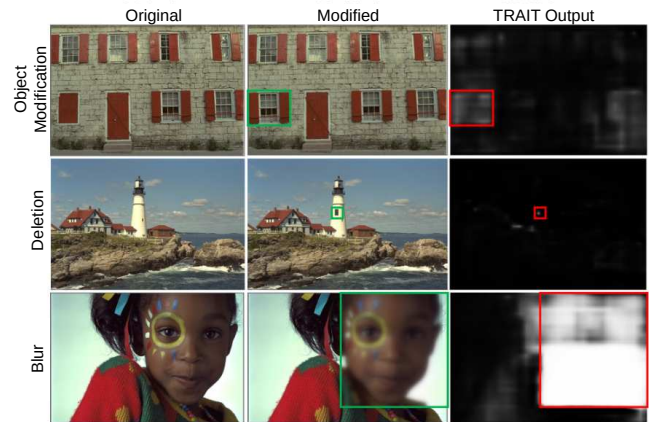 Original Modified TRAIT Output
Object
Modification
Deletion
Blur